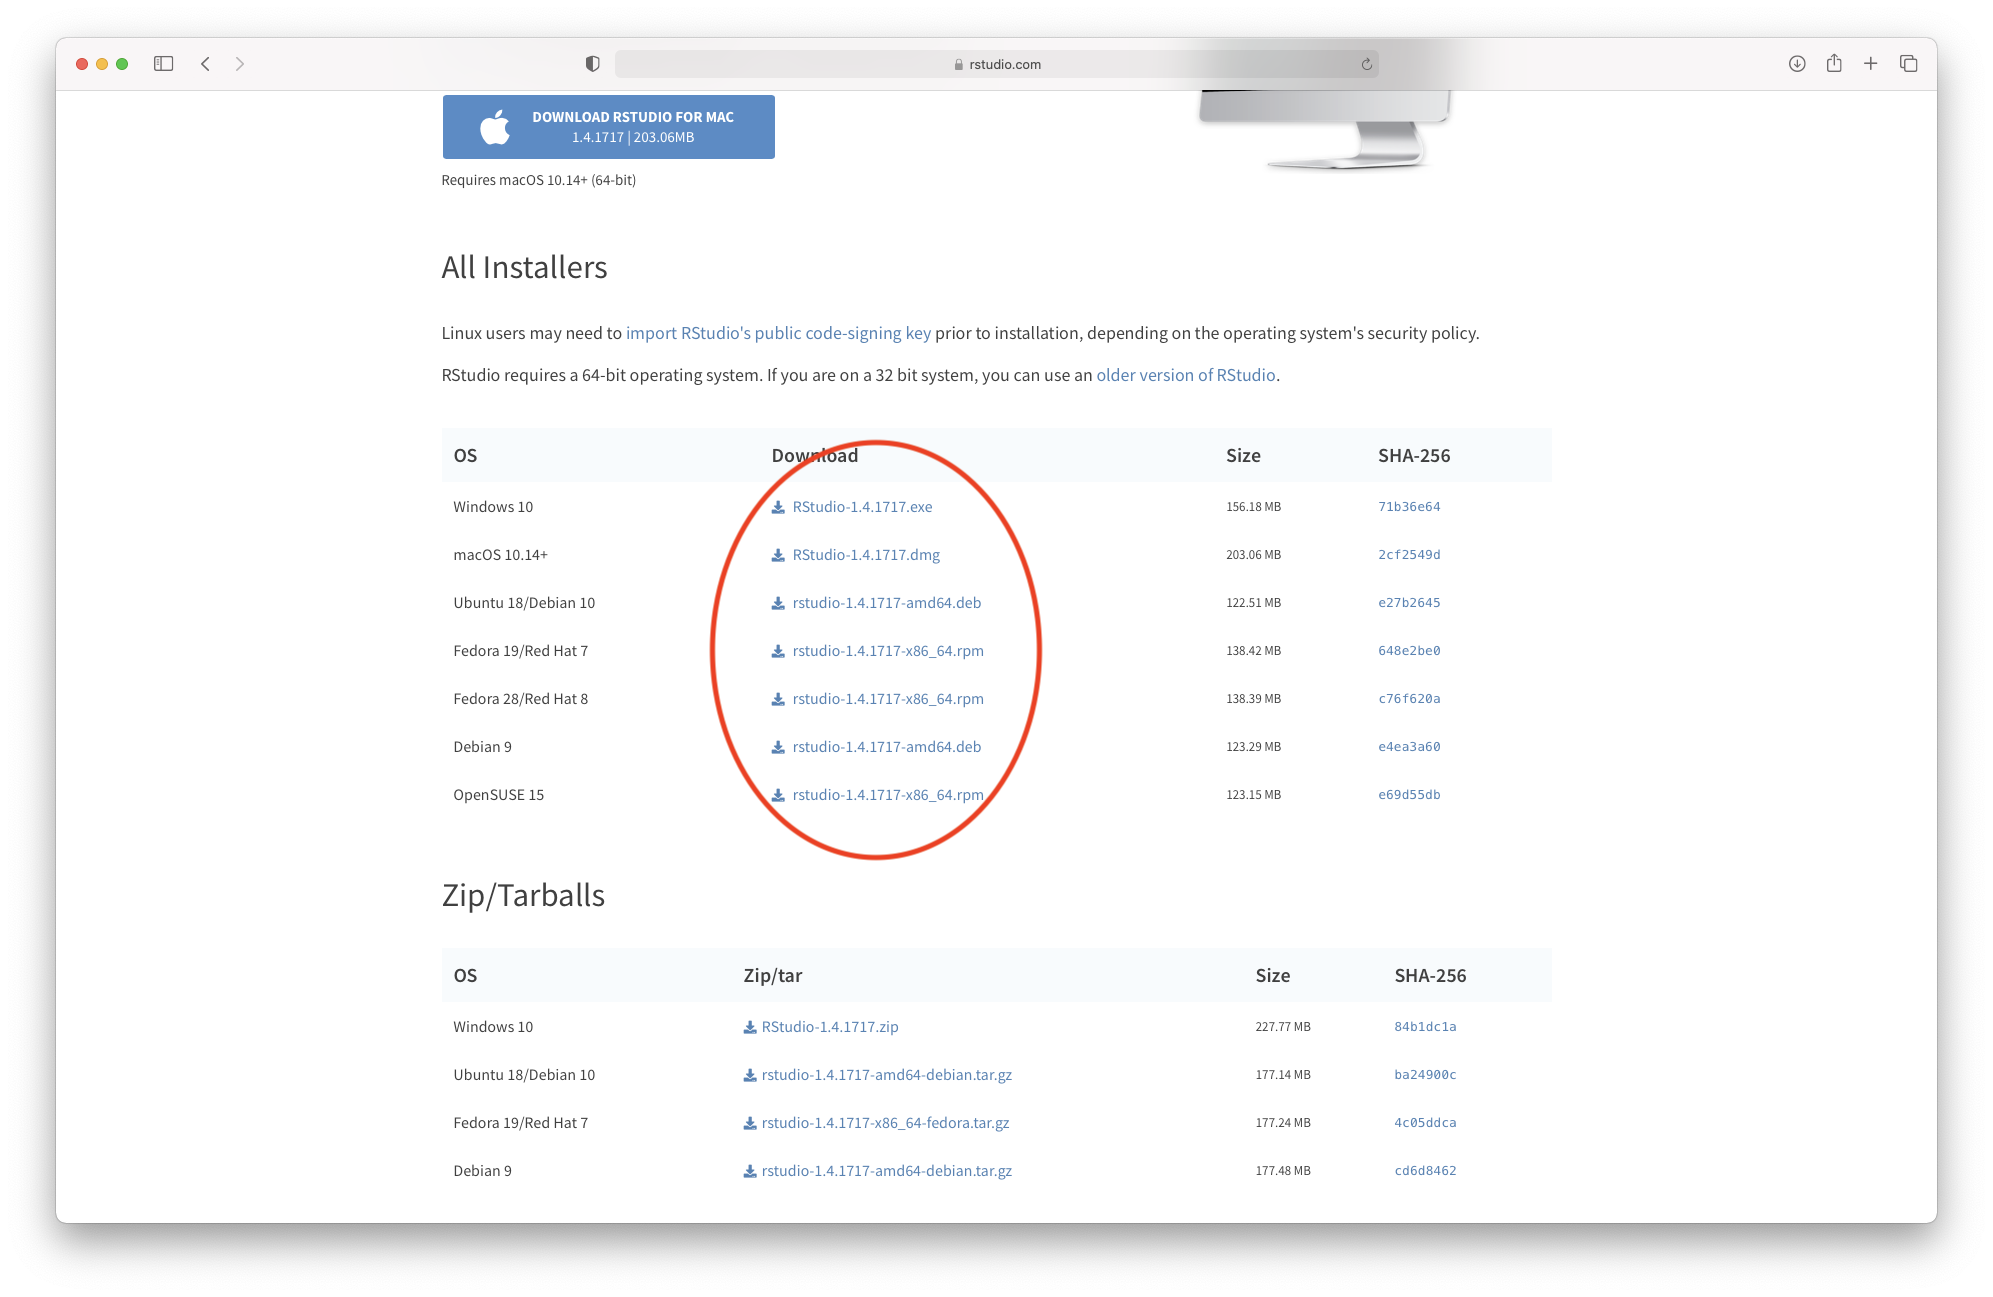 rstudio.com
DOWNLOAD RSTUDIO FOR MAC
1.4.1717 | 203.06MB
Requires macOS 10.14+ (64-bit)
All Installers
Linux users may need to import RStudio's public code-signing key prior to installation, depending on the operating system's security policy.
RStudio requires a 64-bit operating system. If you are on a 32 bit system, you can use an older version of RStudio.
OS Download Size SHA-256
Windows 10 RStudio-1.4.1717.exe 156.18 MB 71b36e64
macOS 10.14+ RStudio-1.4.1717.dmg 203.06 MB 2cf2549d
Ubuntu 18/Debian 10 rstudio-1.4.1717-amd64.deb 122.51 MB e27b2645
Fedora 19/Red Hat 7 rstudio-1.4.1717-x86_64.rpm 138.42 MB 648e2be0
Fedora 28/Red Hat 8 rstudio-1.4.1717-x86_64.rpm 138.39 MB c76f620a
Debian 9 rstudio-1.4.1717-amd64.deb 123.29 MB e4ea3a60
OpenSUSE 15 rstudio-1.4.1717-x86_64.rpm 123.15 MB e69d55db
Zip/Tarballs
OS Zip/tar Size SHA-256
Windows 10 RStudio-1.4.1717.zip 227.77 MB 84b1dc1a
Ubuntu 18/Debian 10 rstudio-1.4.1717-amd64-debian.tar.gz 177.14 MB ba24900c
Fedora 19/Red Hat 7 rstudio-1.4.1717-x86_64-fedora.tar.gz 177.24 MB 4c05ddca
Debian 9 rstudio-1.4.1717-amd64-debian.tar.gz 177.48 MB cd6d8462